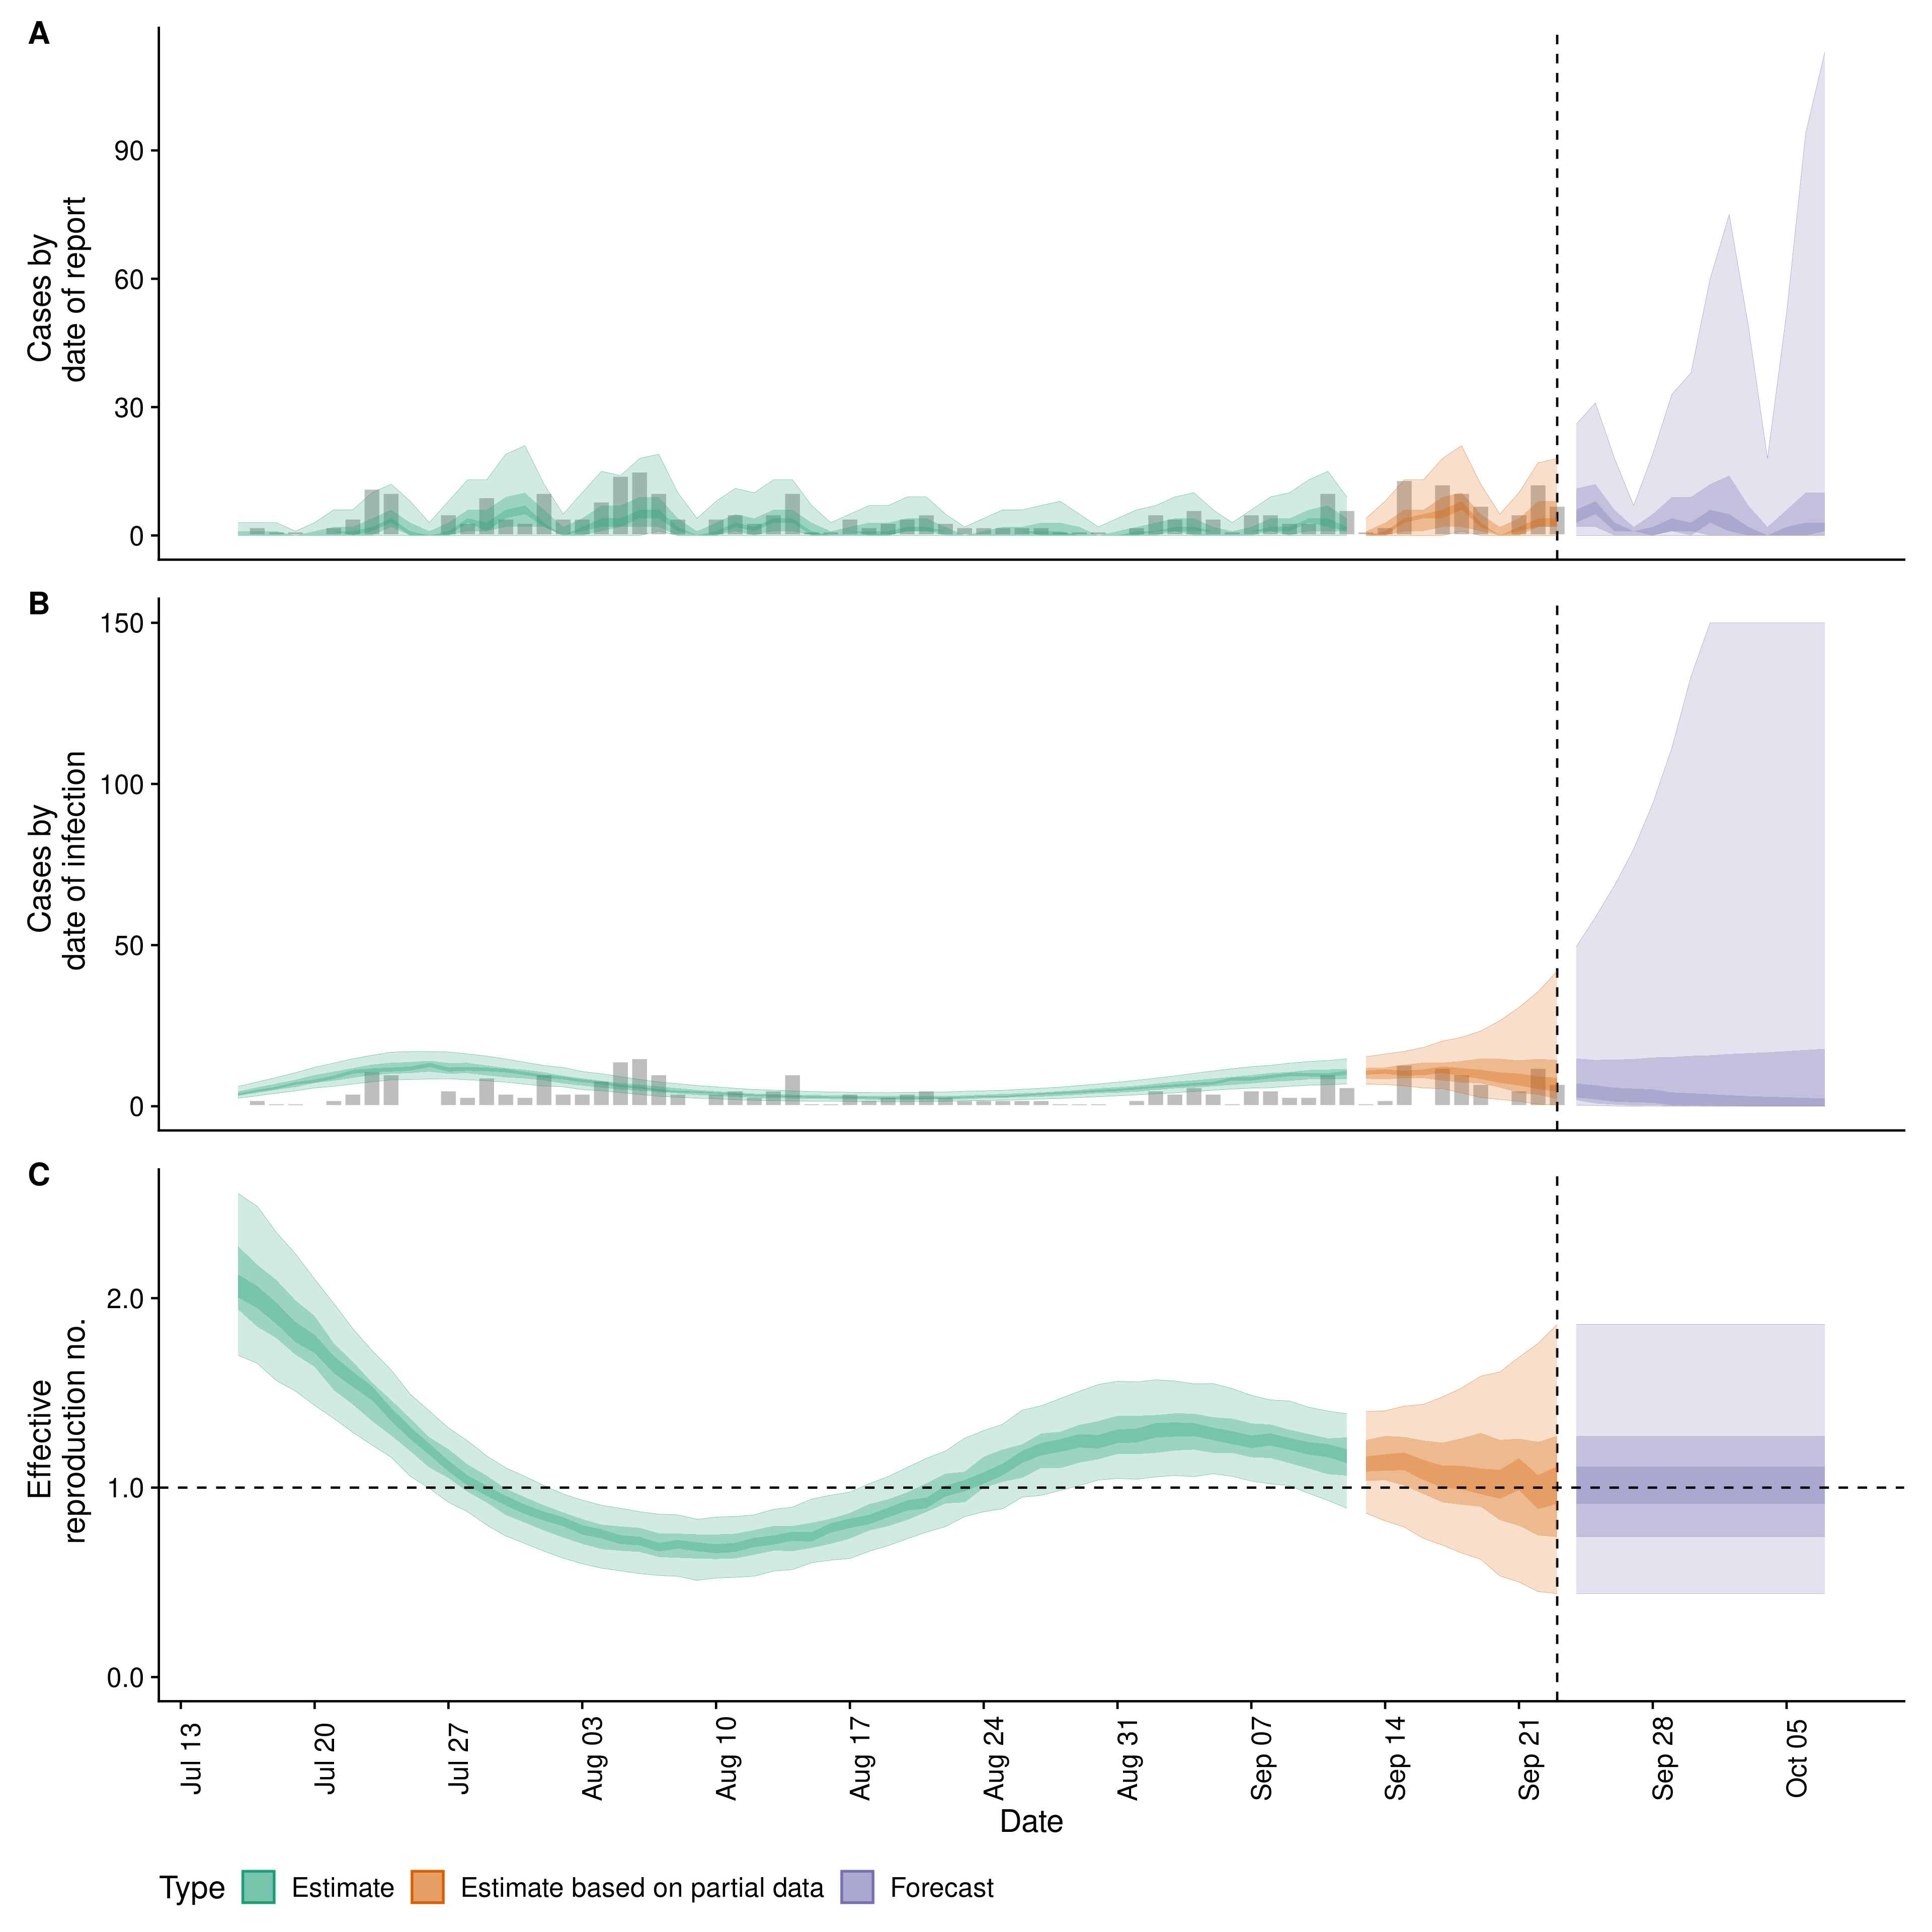 A
Cases by
date of report
90
60
30
0
B
Cases by
date of infection
150
100
50
0
C
Effective
reproduction no.
2.0
1.0
0.0
Jul 13
Jul 20
Jul 27
Aug 03
Aug 10
Aug 17
Aug 24
Aug 31
Sep 07
Sep 14
Sep 21
Sep 28
Oct 05
Date
Type Estimate Estimate based on partial data Forecast